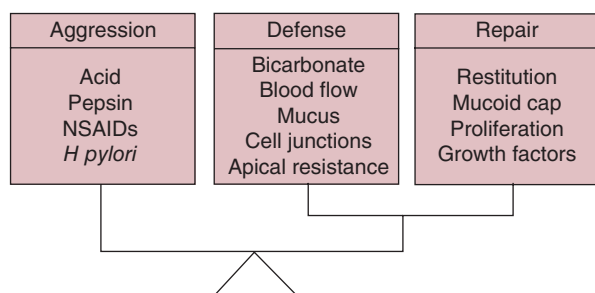 Aggression
Acid
Pepsin
NSAIDs
H pylori
Defense
Bicarbonate
Blood flow
Mucus
Cell junctions
Apical resistance
Repair
Restitution
Mucoid cap
Proliferation
Growth factors